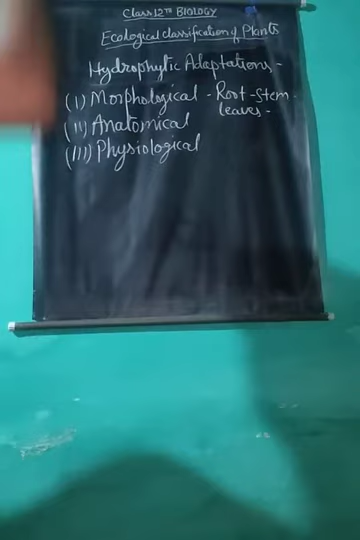 Class 12TH BIOLOGY
Ecological classification of Plants
Hydrophytic Adaptations -
(I) Morphological - Root - Stem -
leaves -
(II) Anatomical
(III) Physiological